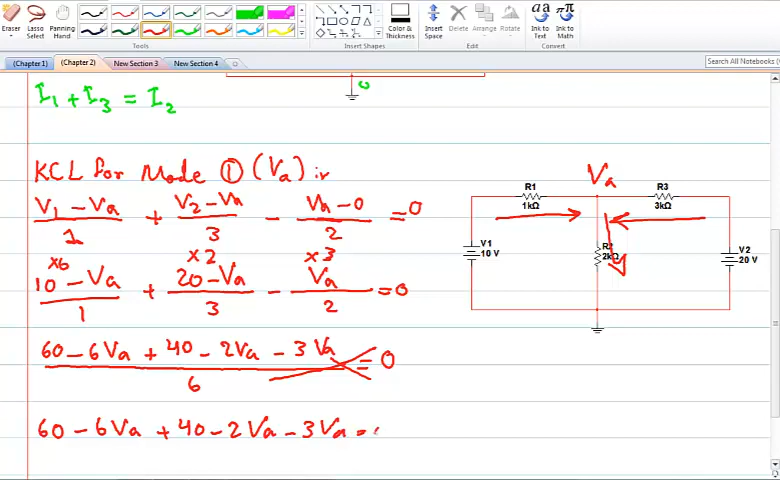 Eraser
Lasso Select
Panning Hand
Color & Thickness
Insert Space
Delete
Arrange
Rotate
Ink to Text
Ink to Math
Tools
Insert Shapes
Edit
Convert
(Chapter 1)
(Chapter 2)
New Section 3
New Section 4
Search All Notebooks (
0
I1 + I3 = I2
KCL for Node ① (Va) is
V1 - Va / 1 + V2 - Va / 3 - Va - 0 / 2 = 0
x6 x2 x3
10 - Va / 1 + 20 - Va / 3 - Va / 2 = 0
60 - 6Va + 40 - 2Va - 3Va / 6 = 0
60 - 6Va + 40 - 2Va - 3Va =
Va
R1
1kΩ
R3
3kΩ
V1
10 V
R2
2kΩ
V2
20 V